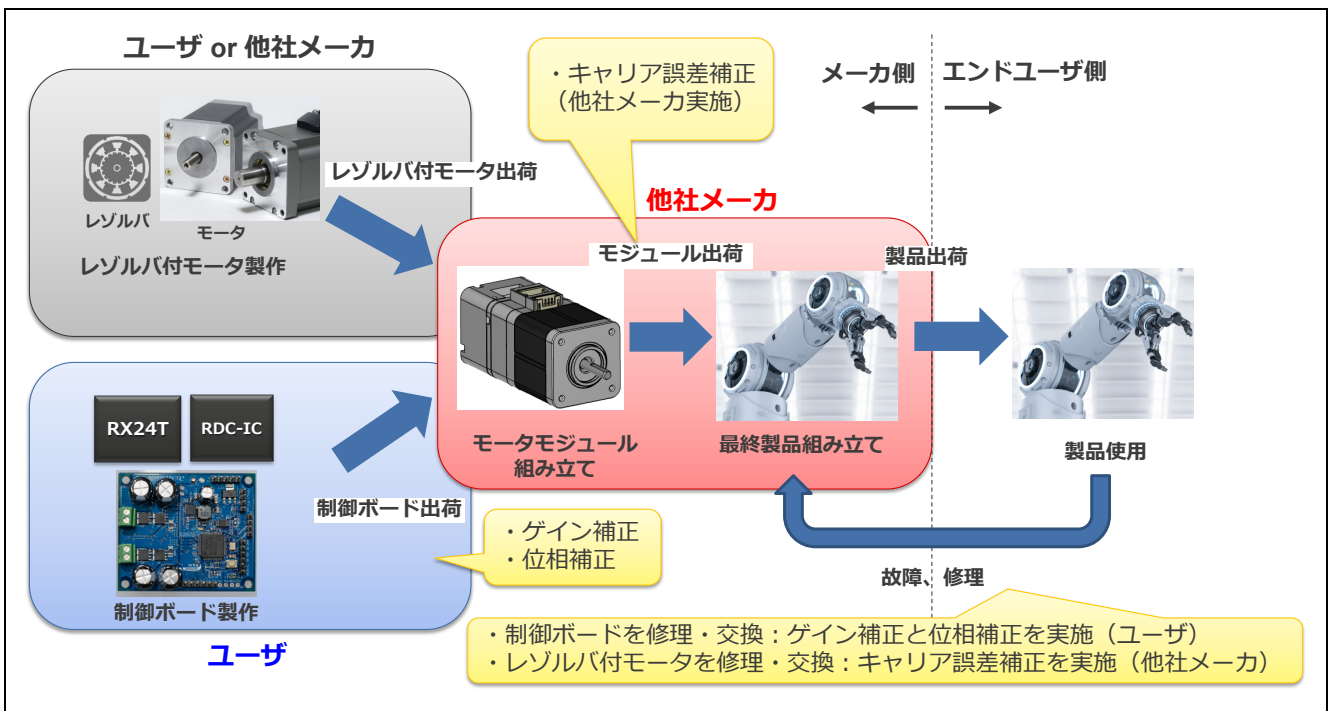 ユーザ or 他社メーカ
レゾルバ
モータ
レゾルバ付モータ製作
レゾルバ付モータ出荷
・キャリア誤差補正
（他社メーカ実施）
メーカ側
エンドユーザ側
他社メーカ
モジュール出荷
製品出荷
モータモジュール
組み立て
最終製品組み立て
製品使用
RX24T
RDC-IC
制御ボード出荷
制御ボード製作
ユーザ
・ゲイン補正
・位相補正
故障、修理
・制御ボードを修理・交換：ゲイン補正と位相補正を実施（ユーザ）
・レゾルバ付モータを修理・交換：キャリア誤差補正を実施（他社メーカ）